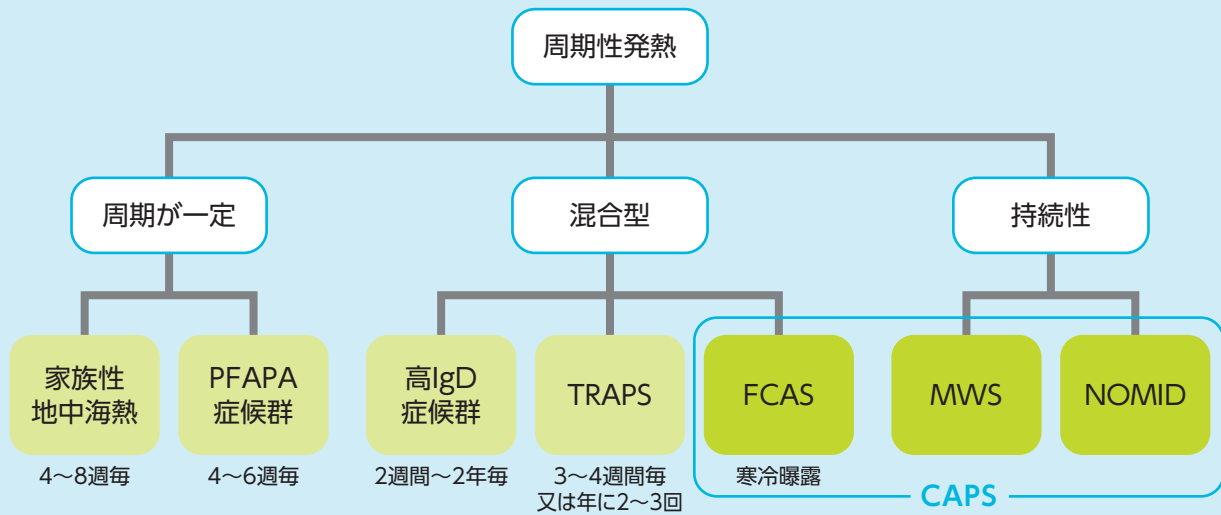 周期性発熱
周期が一定
混合型
持続性
家族性
地中海熱
PFAPA
症候群
高IgD
症候群
TRAPS
FCAS
MWS
NOMID
4〜8週毎
4〜6週毎
2週間〜2年毎
3〜4週間毎
又は年に2〜3回
寒冷曝露
CAPS